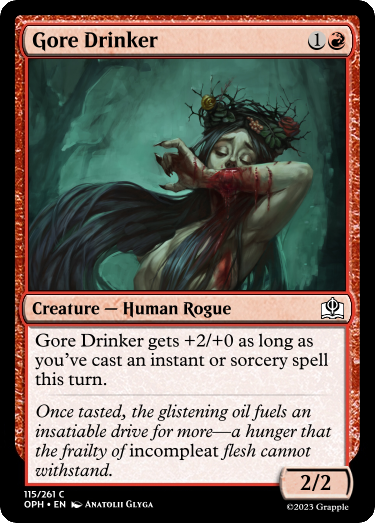 Gore Drinker 1
Creature — Human Rogue
Gore Drinker gets +2/+0 as long as
you've cast an instant or sorcery spell
this turn.
Once tasted, the glistening oil fuels an
insatiable drive for more—a hunger that
the frailty of incompleat flesh cannot
withstand.
2/2
115/261 C
OPH • EN Anatolii Glyga
©2023 Grapple